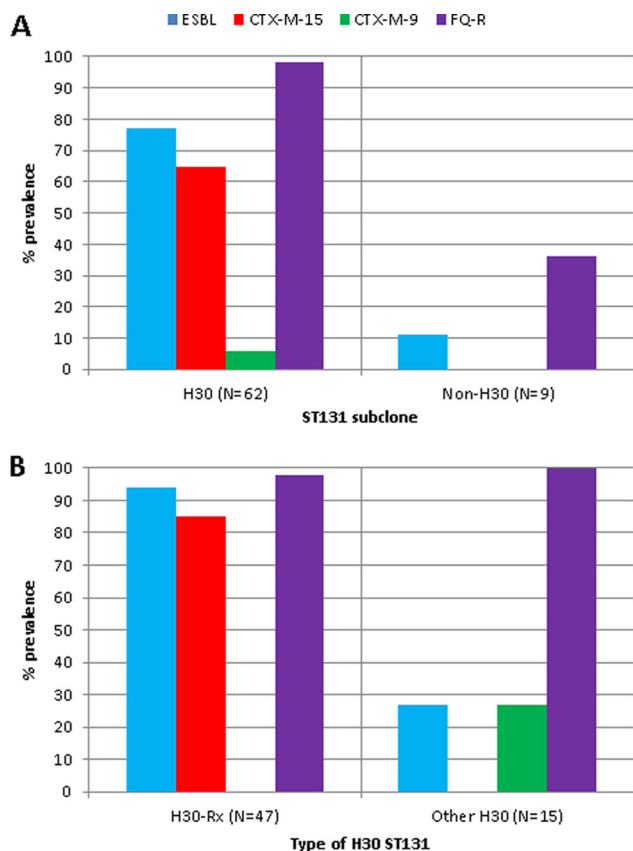 A
ESBL CTX-M-15 CTX-M-9 FQ-R
100
90
80
70
60
50
40
30
20
10
0
% prevalence
H30 (N=62) Non-H30 (N=9)
ST131 subclone
B
100
90
80
70
60
50
40
30
20
10
0
% prevalence
H30-Rx (N=47) Other H30 (N=15)
Type of H30 ST131